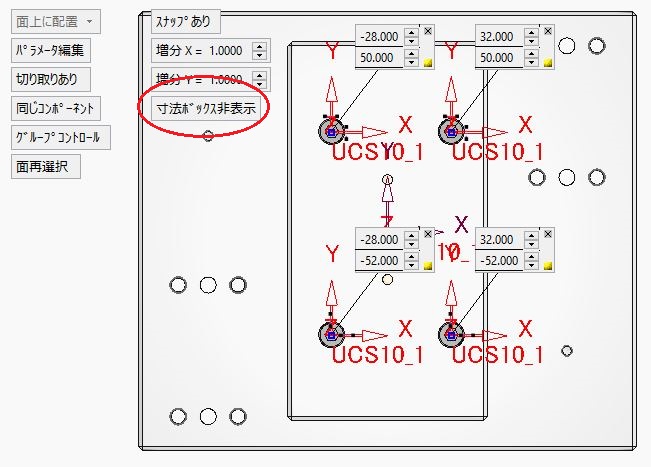 面上に配置
パラメータ編集
切り取りあり
同じコンポーネント
グループコントロール
面再選択
スナップあり
増分 X = 1.0000
増分 Y = 1.0000
寸法ボックス非表示
-28.000
50.000
32.000
50.000
Y
Y
X
X
UCS10_1
UCS10_1
Y
Z
X
10_
-28.000
-52.000
32.000
-52.000
Y
Y
X
X
UCS10_1
UCS10_1